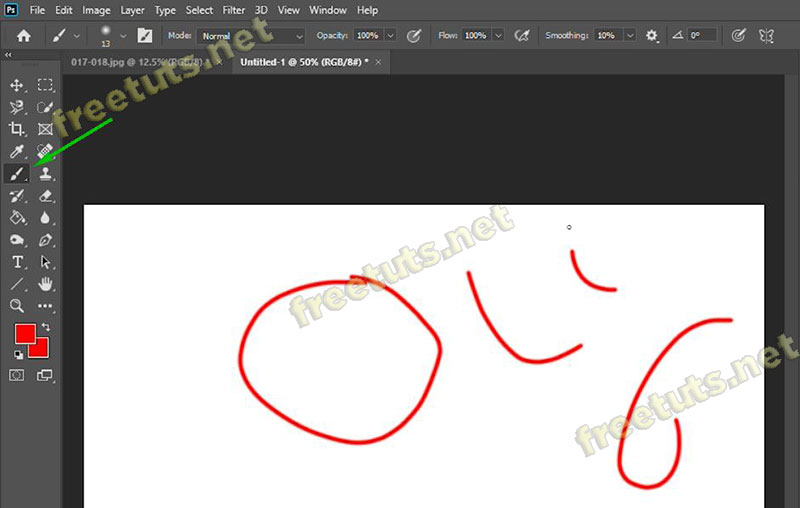 Ps File Edit Image Layer Type Select Filter 3D View Window Help
13 Mode: Normal Opacity: 100% Flow: 100% Smoothing: 10% 0°
017-018.jpg @ 12.5% (RGB/8) * × Untitled-1 @ 50% (RGB/8#) * ×
freetuts.net
T
freetuts.net
freetuts.net